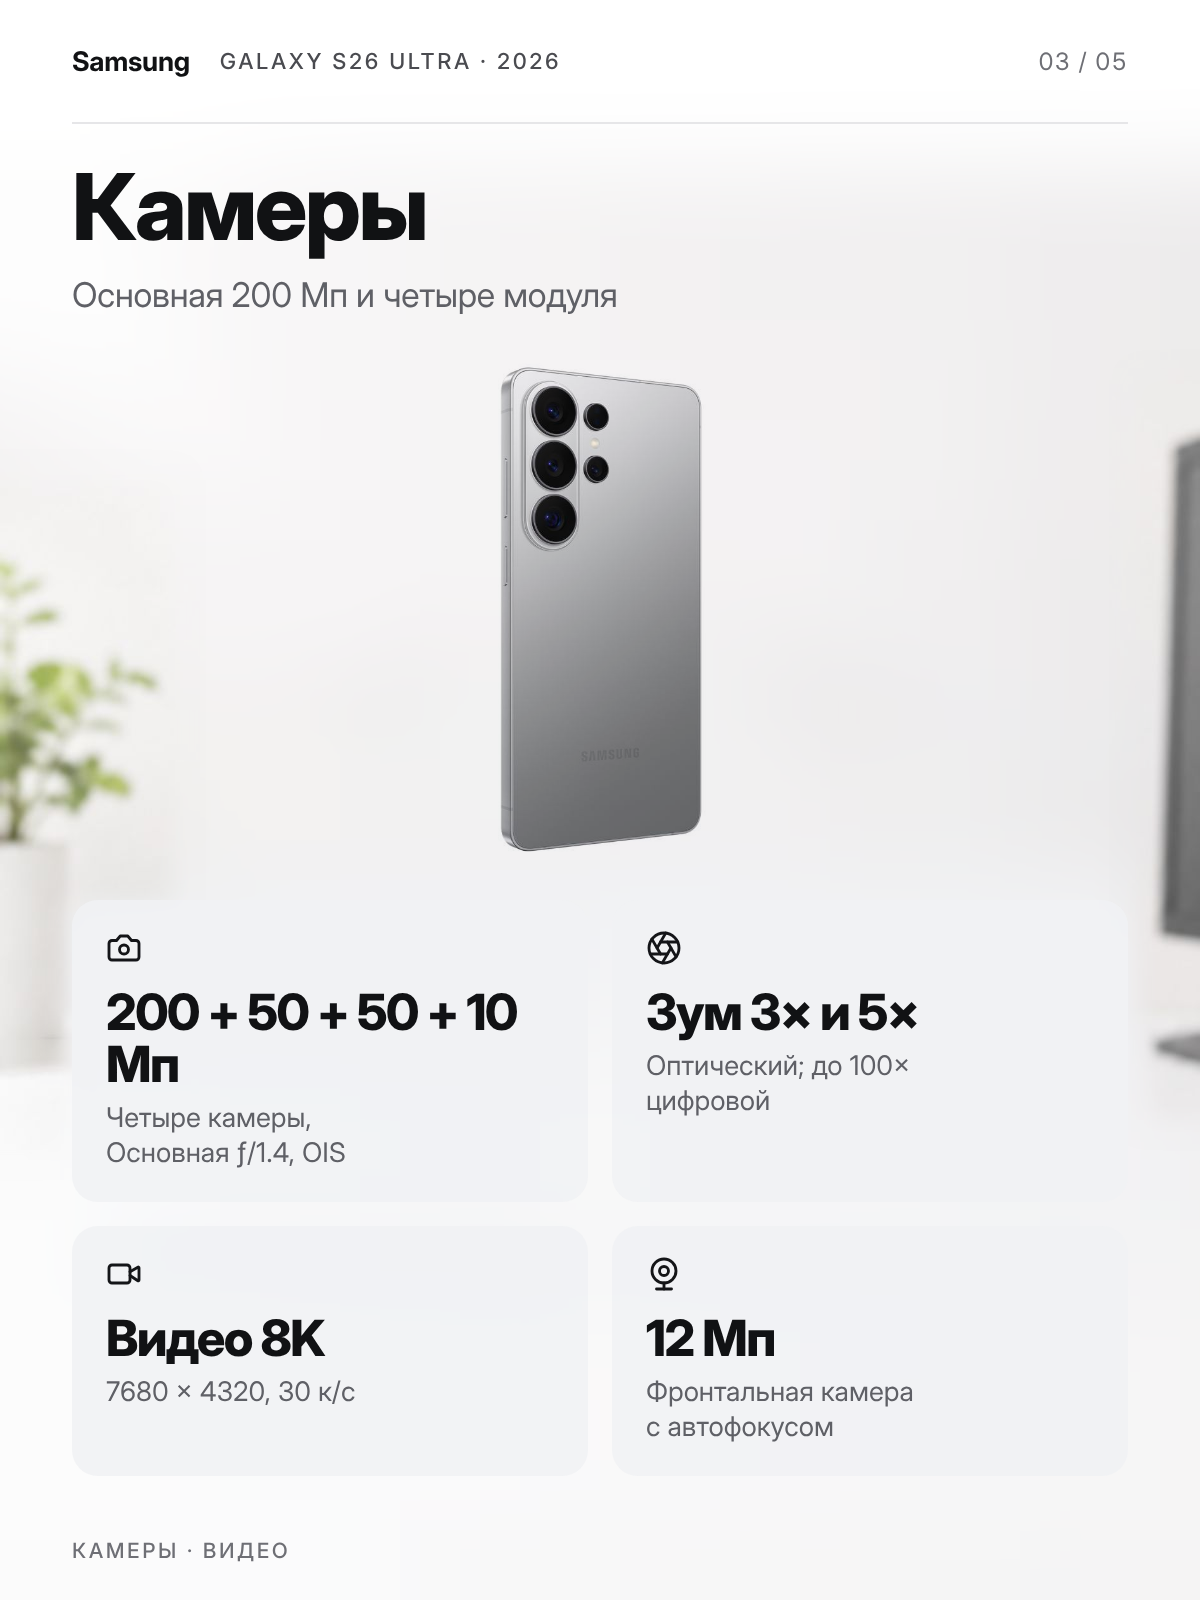 Samsung GALAXY S26 ULTRA · 2026 03 / 05
Камеры
Основная 200 Мп и четыре модуля
SAMSUNG
200 + 50 + 50 + 10
Мп
Четыре камеры,
Основная ƒ/1.4, OIS
Зум 3× и 5×
Оптический; до 100×
цифровой
Видео 8K
7680 × 4320, 30 к/с
12 Мп
Фронтальная камера
с автофокусом
КАМЕРЫ · ВИДЕО